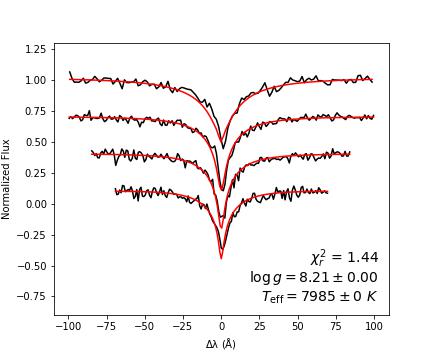 1.25
1.00
0.75
0.50
0.25
0.00
−0.25
−0.50
−0.75
Normalized Flux
χ²ᵣ = 1.44
log g = 8.21 ± 0.00
T_eff = 7985 ± 0 K
−100 −75 −50 −25 0 25 50 75 100
Δλ (Å)